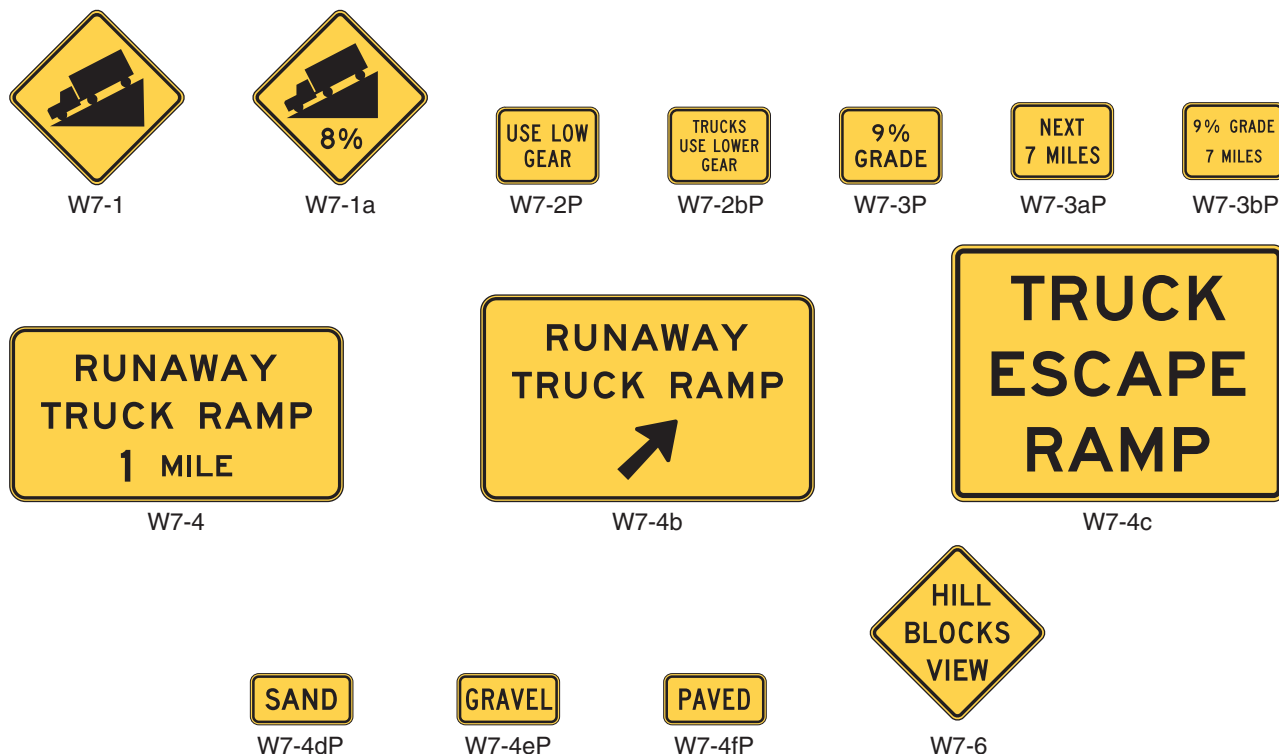 8%
W7-1
W7-1a
USE LOW
GEAR
W7-2P
TRUCKS
USE LOWER
GEAR
W7-2bP
9%
GRADE
W7-3P
NEXT
7 MILES
W7-3aP
9% GRADE
7 MILES
W7-3bP
RUNAWAY
TRUCK RAMP
1 MILE
W7-4
RUNAWAY
TRUCK RAMP
W7-4b
TRUCK
ESCAPE
RAMP
W7-4c
SAND
W7-4dP
GRAVEL
W7-4eP
PAVED
W7-4fP
HILL
BLOCKS
VIEW
W7-6